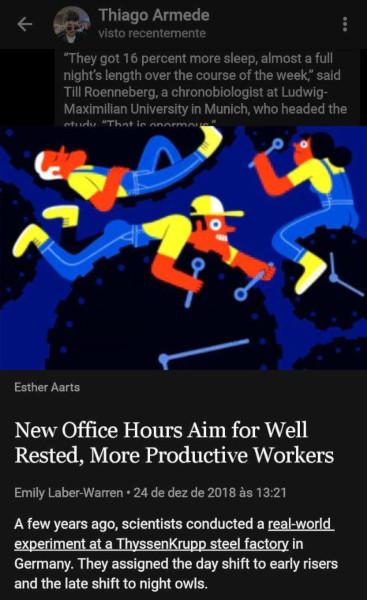 Thiago Armede
visto recentemente
“They got 16 percent more sleep, almost a full
night’s length over the course of the week,” said
Till Roenneberg, a chronobiologist at Ludwig-
Maximilian University in Munich, who headed the
study. “That is enormous.”
Esther Aarts
New Office Hours Aim for Well
Rested, More Productive Workers
Emily Laber-Warren • 24 de dez de 2018 às 13:21
A few years ago, scientists conducted a real-world
experiment at a ThyssenKrupp steel factory in
Germany. They assigned the day shift to early risers
and the late shift to night owls.